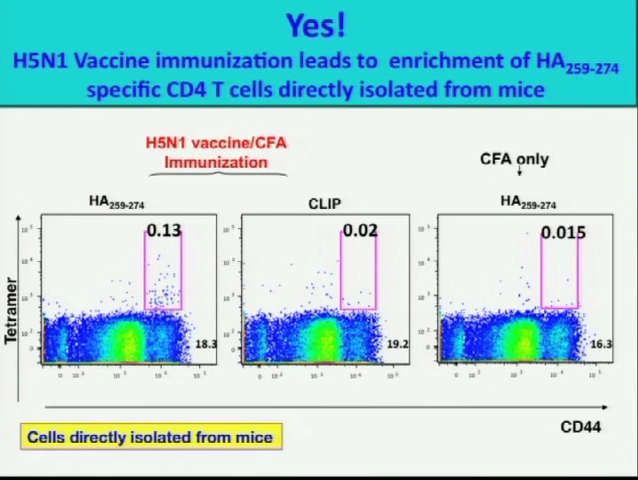 Yes!
H5N1 Vaccine immunization leads to enrichment of HA259-274
specific CD4 T cells directly isolated from mice
H5N1 vaccine/CFA
Immunization
CFA only
HA259-274
CLIP
HA259-274
0.13
0.02
0.015
Tetramer
18.3
19.2
16.3
CD44
Cells directly isolated from mice